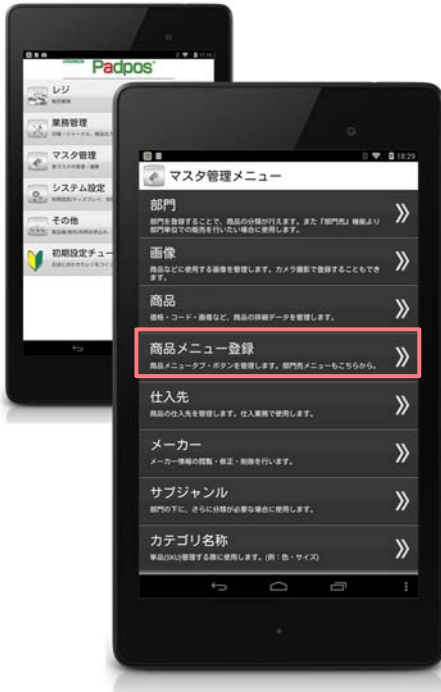 17:14
Padpos
レジ
販売業務
業務管理
マスタ管理
各マスタの管理・編集
システム設定
その他
初期設定チュー
18:29
マスタ管理メニュー
部門
部門を登録することで、商品の分類が行えます。また『部門売』機能より
部門単位での販売を行いたい場合に使用します。
画像
商品などに使用する画像を管理します。カメラ撮影で登録することもでき
ます。
商品
価格・コード・画像など、商品の詳細データを管理します。
商品メニュー登録
商品メニュータブ・ボタンを管理します。部門売メニューもこちらから。
仕入先
商品の仕入先を管理します。仕入業務で使用します。
メーカー
メーカー情報の閲覧・修正・削除を行います。
サブジャンル
部門の下に、さらに分類が必要な場合に使用します。
カテゴリ名称
単品(SKU)管理する際に使用します。(例：色・サイズ)